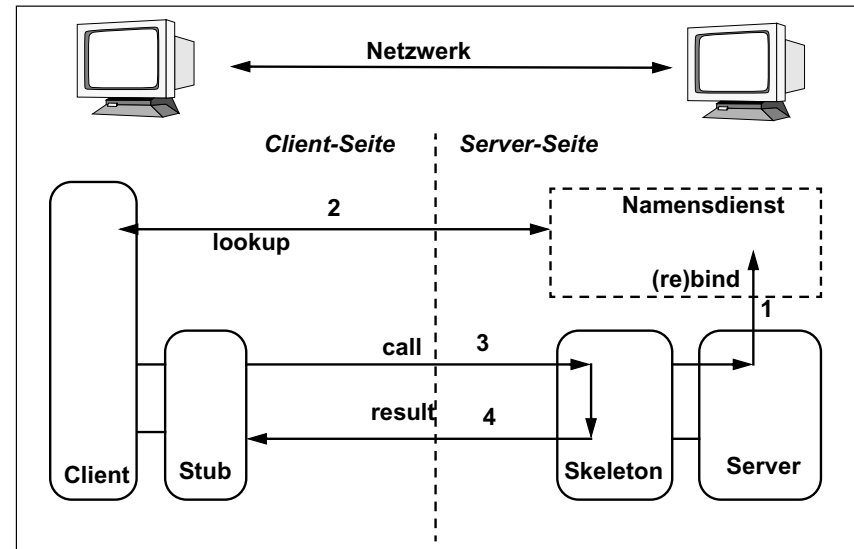 Netzwerk
Client-Seite
Server-Seite
2
lookup
Namensdienst
(re)bind
1
call
3
result
4
Client
Stub
Skeleton
Server